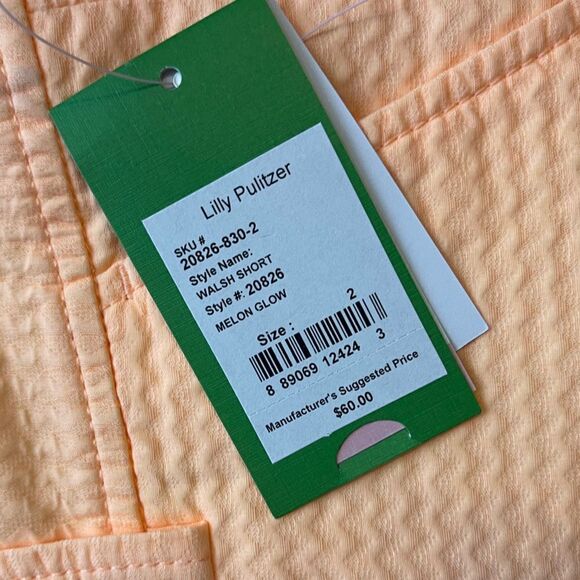 Lilly Pulitzer
SKU #
20826-830-2
Style Name:
WALSH SHORT
Style #: 20826
MELON GLOW
Size : 2
8 89069 12424 3
Manufacturer's Suggested Price
$60.00